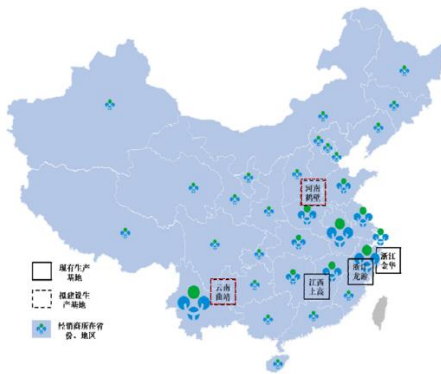 河南
鹤壁
浙江
金华
浙江
龙游
江西
上高
云南
曲靖
现有生产
基地
拟建设生
产基地
经销商所在省
份、地区